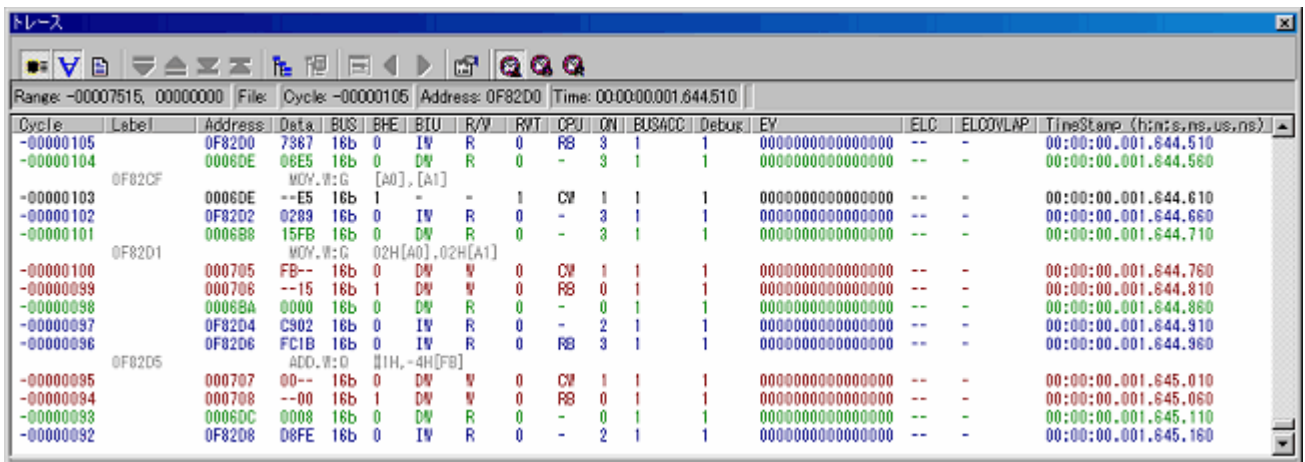 トレース
Range: -00007515, 00000000 File: Cycle: -00000105 Address: 0F82D0 Time: 00:00:00.001.644.510
Cycle Label Address Data BUS BHE BIU R/W RWT CPU QN BUSACC Debug EV ELC ELCOVLAP TimeStamp (h:m:s.ms.us.ns)
-00000105 0F82D0 7367 16b 0 IW R 0 RB 3 1 1 0000000000000000 -- - 00:00:00.001.644.510
-00000104 0006DE 06E5 16b 0 DW R 0 - 3 1 1 0000000000000000 -- - 00:00:00.001.644.560
0F82CF MOV.W:G [A0],[A1]
-00000103 0006DE --E5 16b 1 - - 1 CW 1 1 1 0000000000000000 -- - 00:00:00.001.644.610
-00000102 0F82D2 0289 16b 0 IW R 0 - 3 1 1 0000000000000000 -- - 00:00:00.001.644.660
-00000101 0006B8 15FB 16b 0 DW R 0 - 3 1 1 0000000000000000 -- - 00:00:00.001.644.710
0F82D1 MOV.W:G 02H[A0],02H[A1]
-00000100 000705 FB-- 16b 0 DW W 0 CW 1 1 1 0000000000000000 -- - 00:00:00.001.644.760
-00000099 000706 --15 16b 1 DW W 0 RB 0 1 1 0000000000000000 -- - 00:00:00.001.644.810
-00000098 0006BA 0000 16b 0 DW R 0 - 0 1 1 0000000000000000 -- - 00:00:00.001.644.860
-00000097 0F82D4 C902 16b 0 IW R 0 - 2 1 1 0000000000000000 -- - 00:00:00.001.644.910
-00000096 0F82D6 FC1B 16b 0 IW R 0 RB 3 1 1 0000000000000000 -- - 00:00:00.001.644.960
0F82D5 ADD.W:Q #1H,-4H[FB]
-00000095 000707 00-- 16b 0 DW W 0 CW 1 1 1 0000000000000000 -- - 00:00:00.001.645.010
-00000094 000708 --00 16b 1 DW W 0 RB 0 1 1 0000000000000000 -- - 00:00:00.001.645.060
-00000093 0006DC 0008 16b 0 DW R 0 - 0 1 1 0000000000000000 -- - 00:00:00.001.645.110
-00000092 0F82D8 D8FE 16b 0 IW R 0 - 2 1 1 0000000000000000 -- - 00:00:00.001.645.160